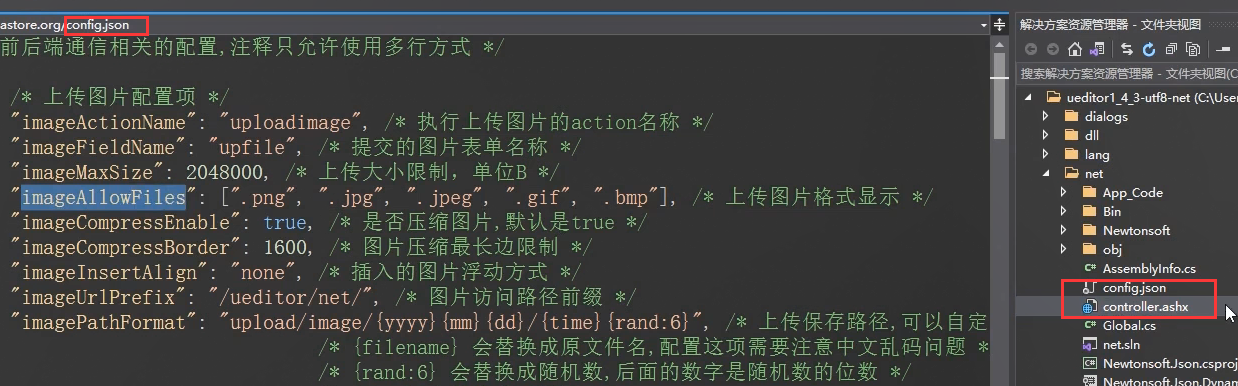 astore.org/config.json
前后端通信相关的配置,注释只允许使用多行方式 */
/* 上传图片配置项 */
"imageActionName": "uploadimage", /* 执行上传图片的action名称 */
"imageFieldName": "upfile", /* 提交的图片表单名称 */
"imageMaxSize": 2048000, /* 上传大小限制，单位B */
"imageAllowFiles": [".png", ".jpg", ".jpeg", ".gif", ".bmp"], /* 上传图片格式显示 */
"imageCompressEnable": true, /* 是否压缩图片,默认是true */
"imageCompressBorder": 1600, /* 图片压缩最长边限制 */
"imageInsertAlign": "none", /* 插入的图片浮动方式 */
"imageUrlPrefix": "/ueditor/net/", /* 图片访问路径前缀 */
"imagePathFormat": "upload/image/{yyyy}{mm}{dd}/{time}{rand:6}", /* 上传保存路径,可以自定
/* {filename} 会替换成原文件名,配置这项需要注意中文乱码问题 *
/* {rand:6} 会替换成随机数,后面的数字是随机数的位数 */
解决方案资源管理器 - 文件夹视图
搜索解决方案资源管理器 - 文件夹视图(C
ueditor1_4_3-utf8-net (C:\User
dialogs
dll
lang
net
App_Code
Bin
Newtonsoft
obj
AssemblyInfo.cs
config.json
controller.ashx
Global.cs
net.sln
Newtonsoft.Json.csproj
Newtonsoft.Json.Dynam